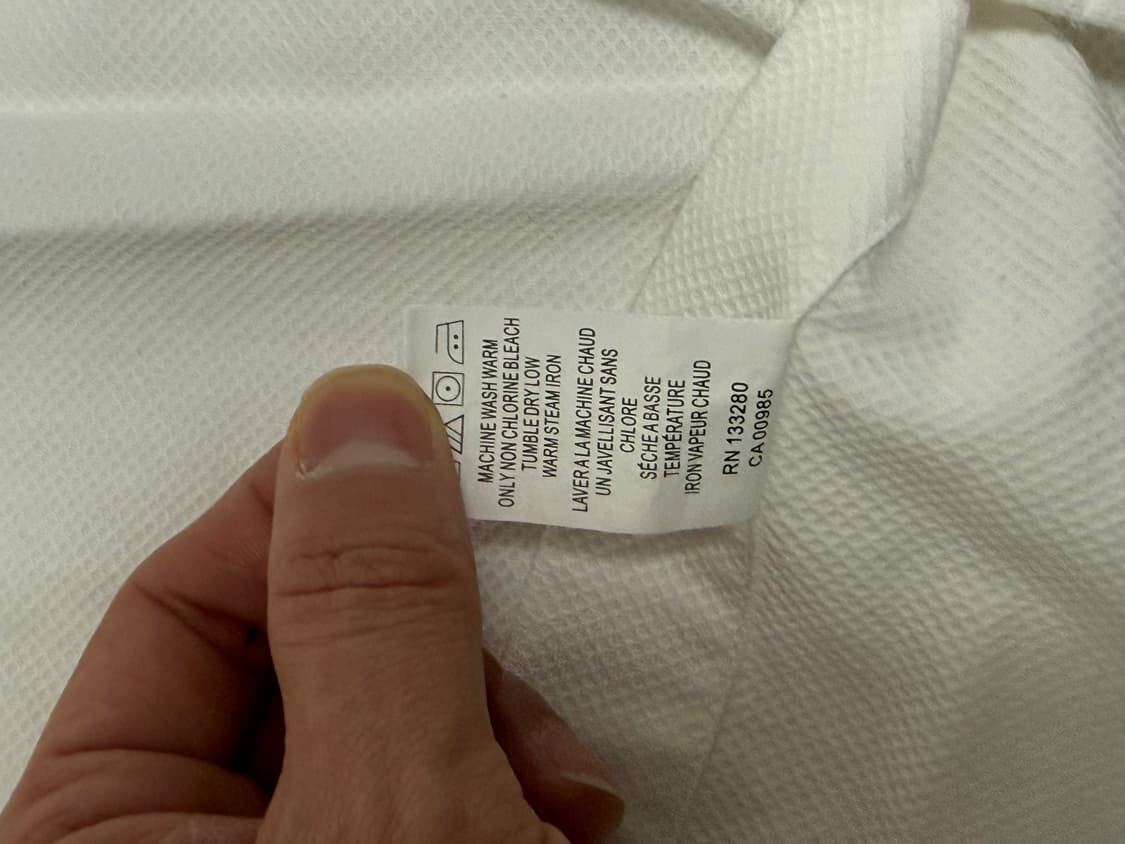 MACHINE WASH WARM
ONLY NON CHLORINE BLEACH
TUMBLE DRY LOW
WARM STEAM IRON
LAVER A LA MACHINE CHAUD
UN JAVELLISANT SANS
CHLORE
SÉCHE A BASSE
TEMPÉRATURE
IRON VAPEUR CHAUD
RN 133280
CA 00985